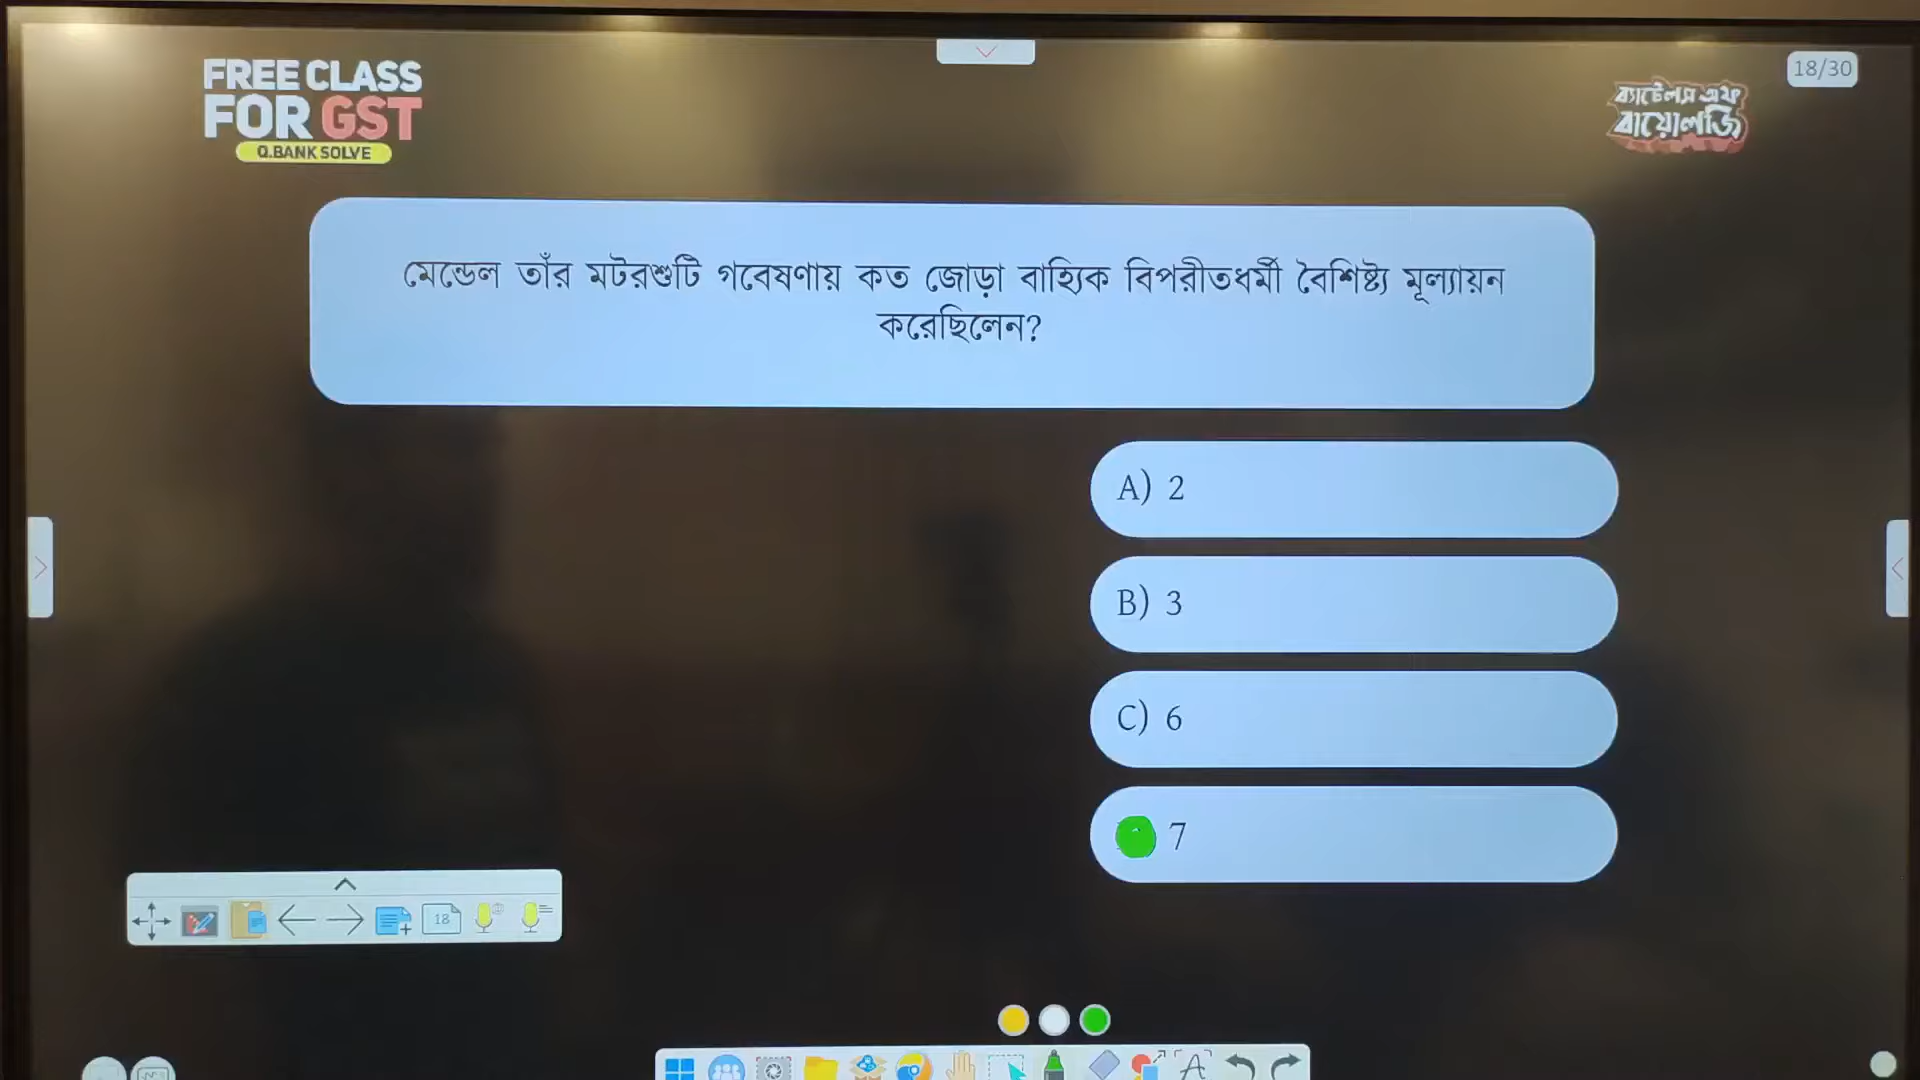 FREE CLASS
FOR GST
Q.BANK SOLVE
18/30
ব্যাটেলস অফ
বায়োলজি
মেন্ডেল তাঁর মটরশুটি গবেষণায় কত জোড়া বাহ্যিক বিপরীতধর্মী বৈশিষ্ট্য মূল্যায়ন
করেছিলেন?
A) 2
B) 3
C) 6
7
18